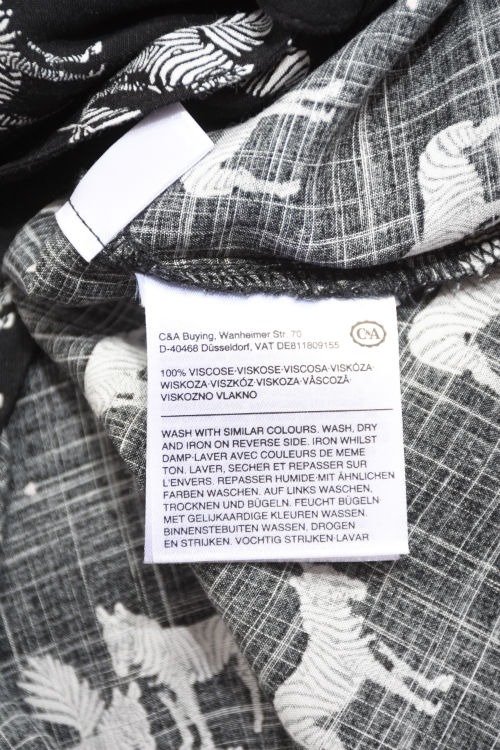 C&A Buying, Wanheimer Str. 70
D-40468 Düsseldorf, VAT DE811809155
C&A
100% VISCOSE·VISKOSE·VISCOSA·VISKÓZA·
WISKOZA·VISZKÓZ·VISKOZA·VÂSCOZĂ·
VISKOZNO VLAKNO
WASH WITH SIMILAR COLOURS. WASH, DRY
AND IRON ON REVERSE SIDE. IRON WHILST
DAMP·LAVER AVEC COULEURS DE MEME
TON. LAVER, SECHER ET REPASSER SUR
L'ENVERS. REPASSER HUMIDE·MIT ÄHNLICHEN
FARBEN WASCHEN. AUF LINKS WASCHEN,
TROCKNEN UND BÜGELN. FEUCHT BÜGELN·
MET GELIJKAARDIGE KLEUREN WASSEN.
BINNENSTEBUITEN WASSEN. DROGEN
EN STRIJKEN. VOCHTIG STRIJKEN·LAVAR